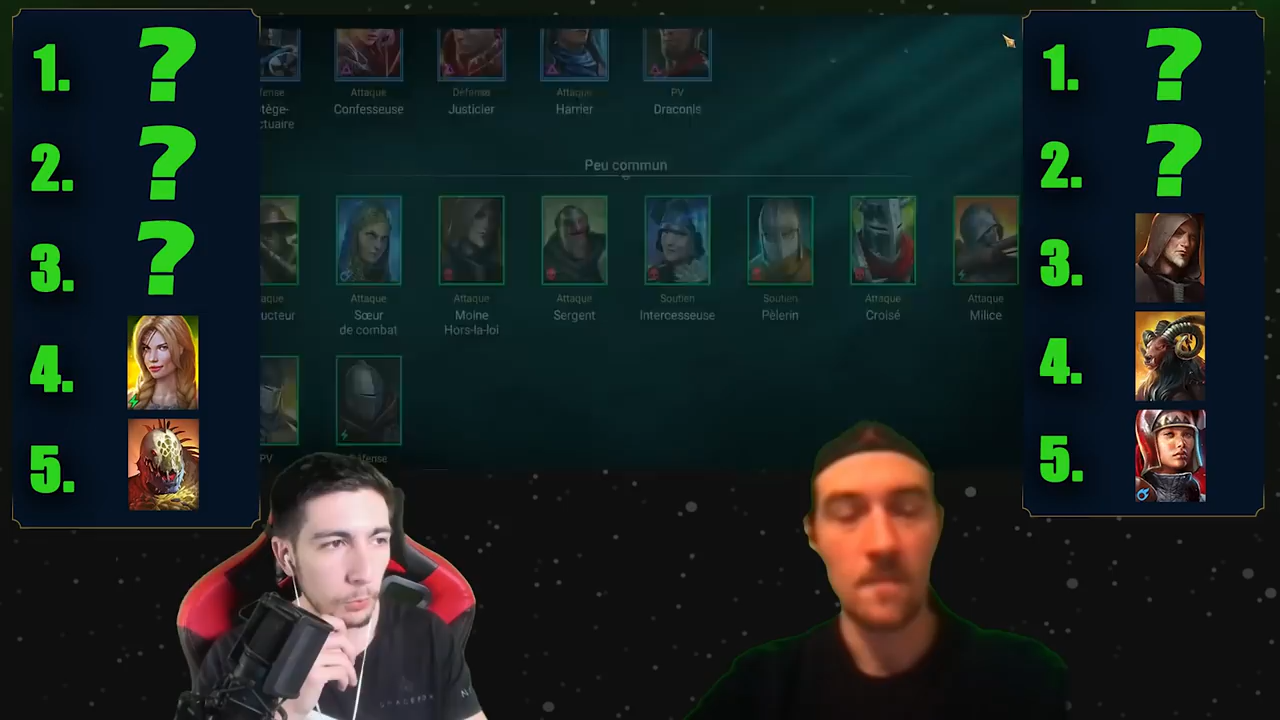 1. ?
2. ?
3. ?
4.
5.
Attaque
Confesseuse
Défense
Justicier
Attaque
Harrier
PV
Draconis
Peu commun
Attaque
Sœur
de combat
Attaque
Moine
Hors-la-loi
Attaque
Sergent
Soutien
Intercesseuse
Soutien
Pèlerin
Attaque
Croisé
Attaque
Milice
PV
Défense
1. ?
2. ?
3.
4.
5.